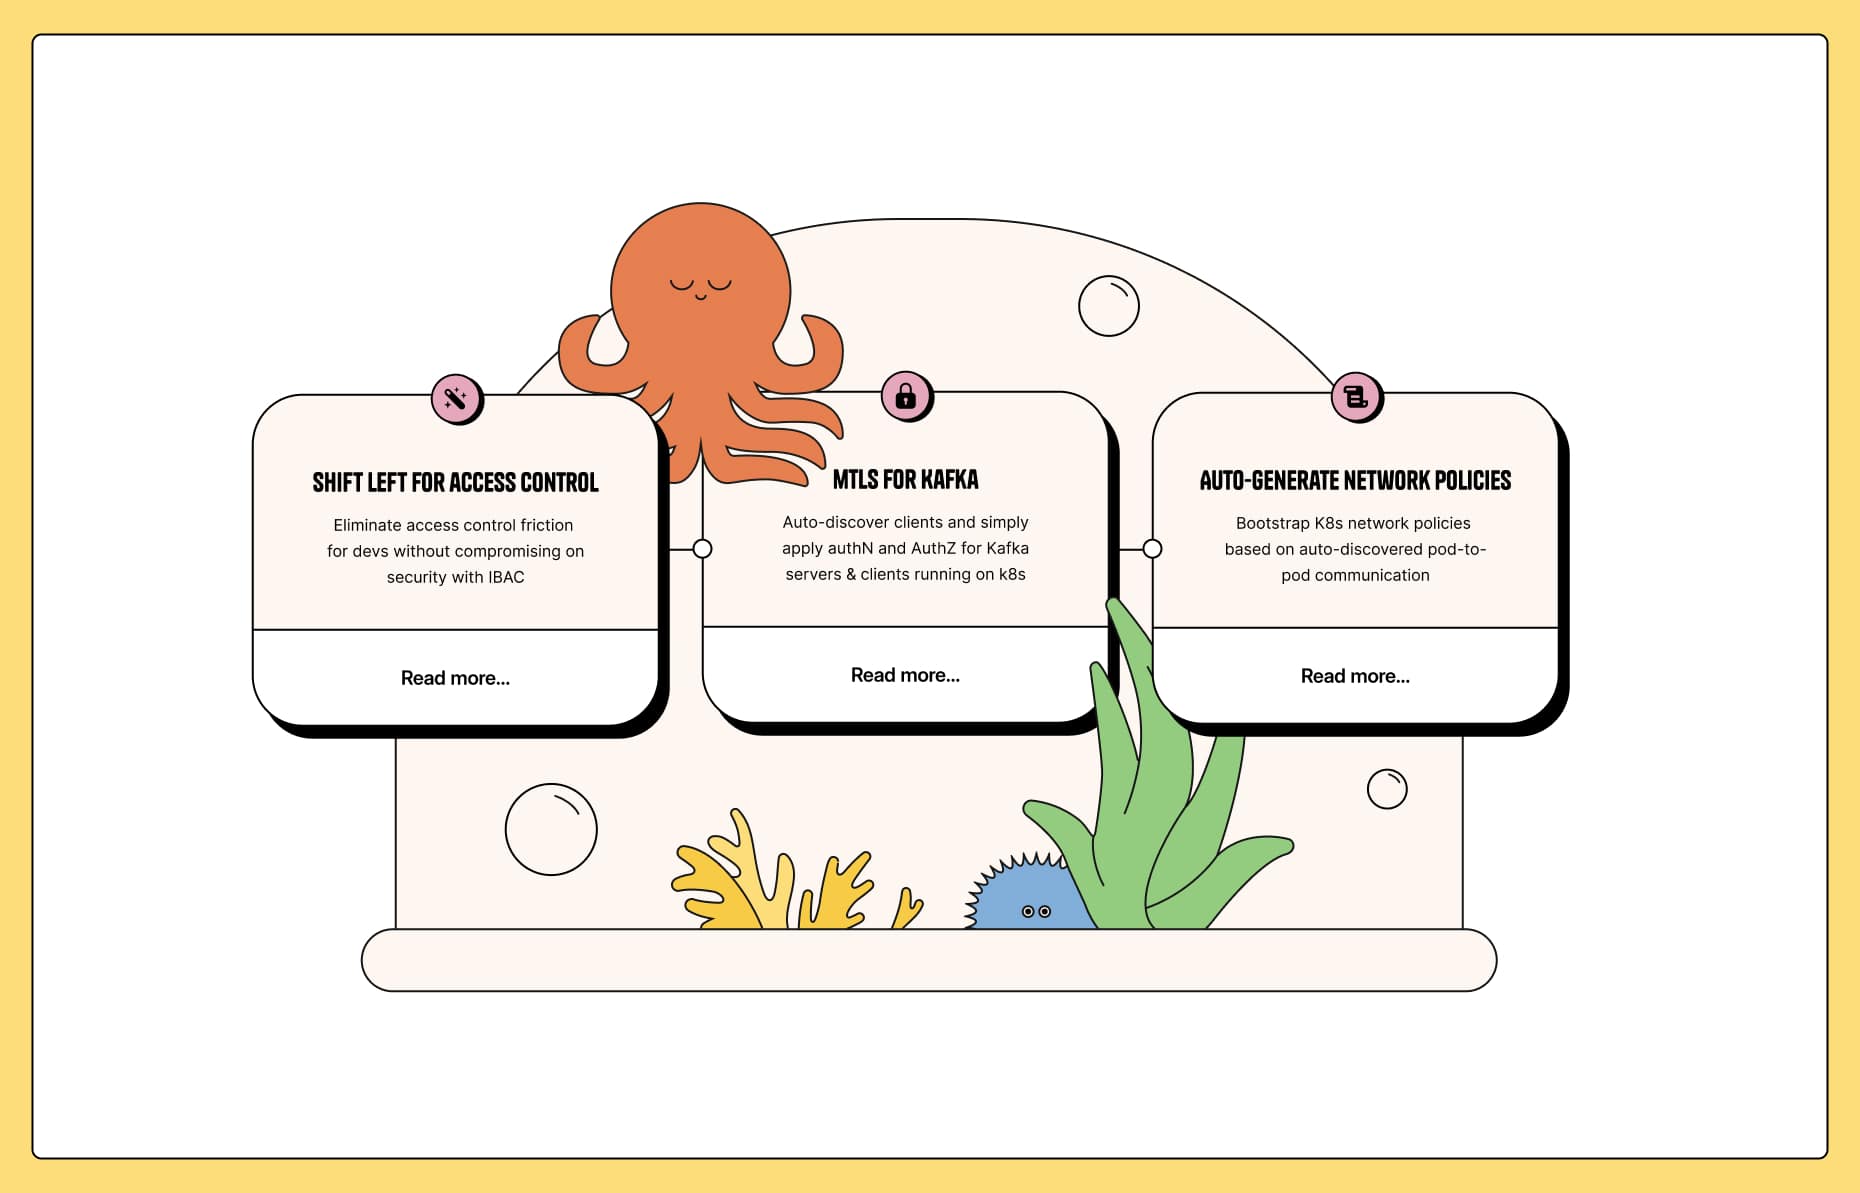 SHIFT LEFT FOR ACCESS CONTROL
Eliminate access control friction
for devs without compromising on
security with IBAC
Read more...
MTLS FOR KAFKA
Auto-discover clients and simply
apply authN and AuthZ for Kafka
servers & clients running on k8s
Read more...
AUTO-GENERATE NETWORK POLICIES
Bootstrap K8s network policies
based on auto-discovered pod-to-
pod communication
Read more...